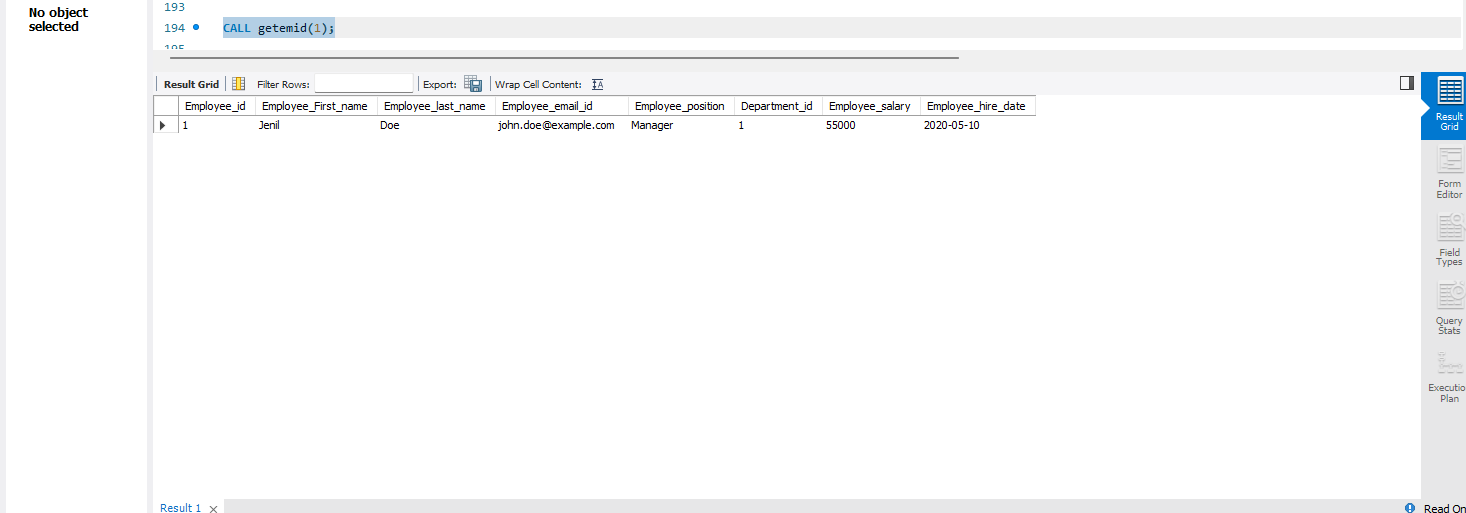 No object
selected
193
194 CALL getemid(1);
195
Result Grid Filter Rows: Export: Wrap Cell Content:
Employee_id Employee_First_name Employee_last_name Employee_email_id Employee_position Department_id Employee_salary Employee_hire_date
1 Jenil Doe john.doe@example.com Manager 1 55000 2020-05-10
Result
Grid
Form
Editor
Field
Types
Query
Stats
Executio
Plan
Result 1
Read On